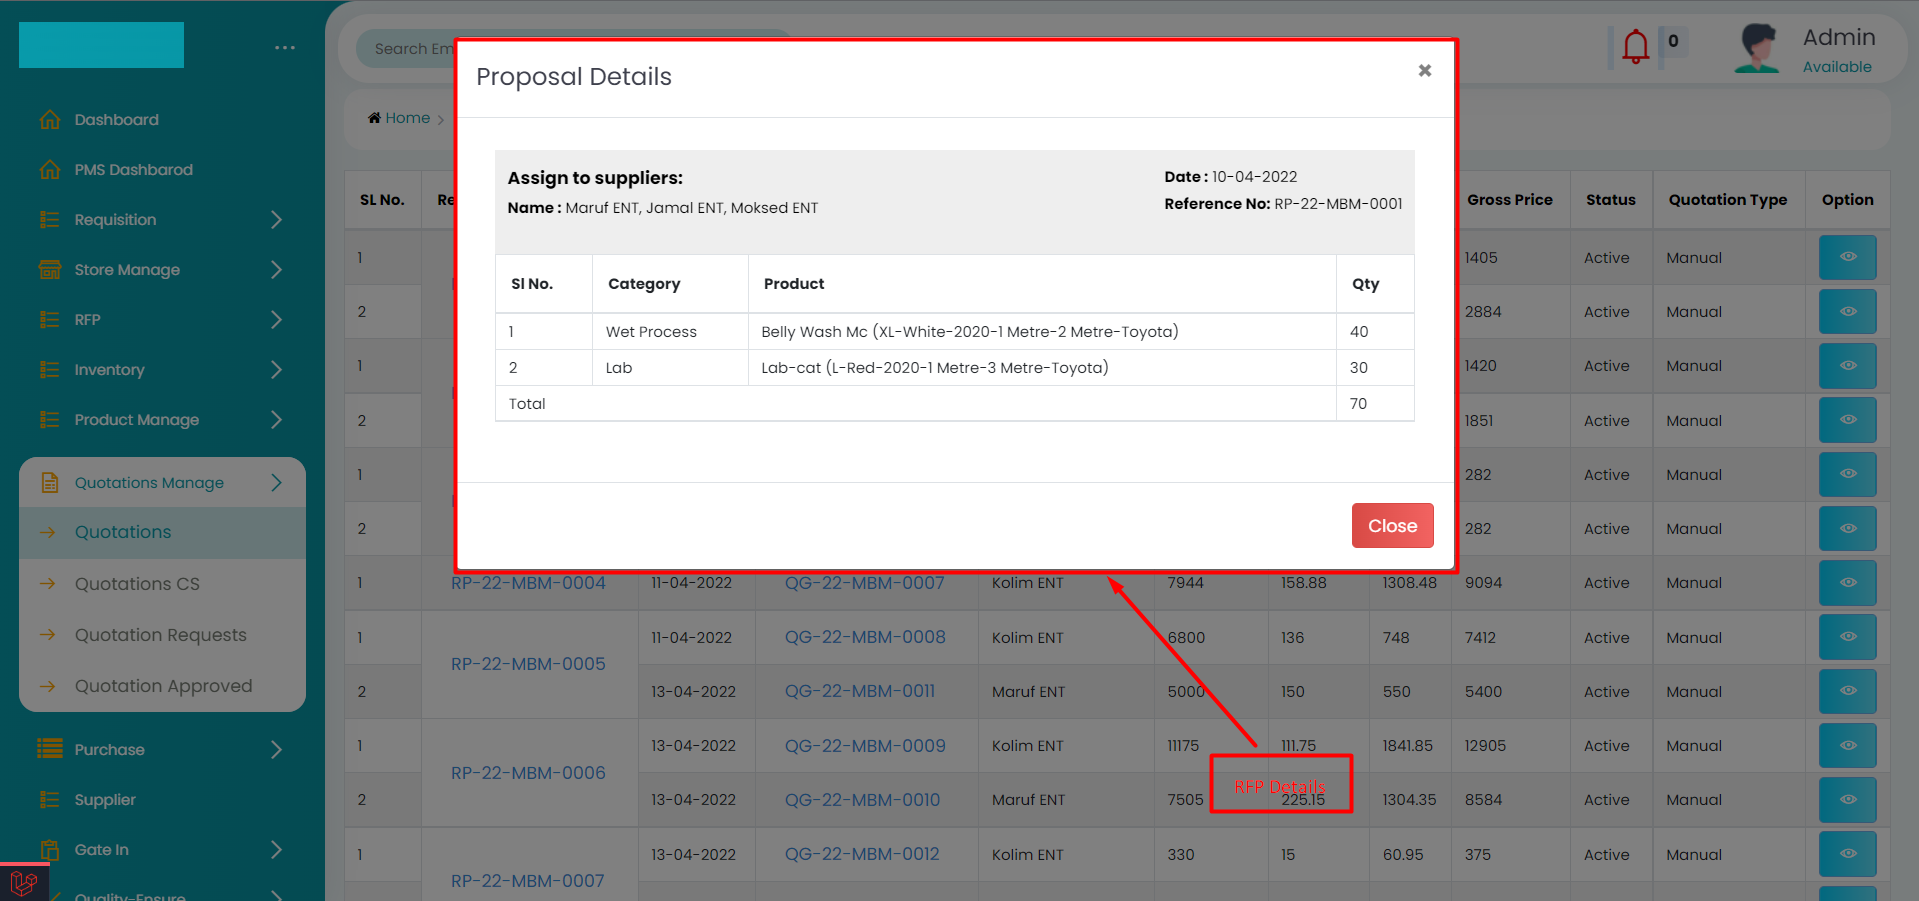 Search Em
0
Admin
Available
Dashboard
PMS Dashbarod
Requisition
Store Manage
RFP
Inventory
Product Manage
Quotations Manage
Quotations
Quotations CS
Quotation Requests
Quotation Approved
Purchase
Supplier
Gate In
Quality-Ensure
Home
Proposal Details
Assign to suppliers:
Name : Maruf ENT, Jamal ENT, Moksed ENT
Date : 10-04-2022
Reference No: RP-22-MBM-0001
Sl No. Category Product Qty
1 Wet Process Belly Wash Mc (XL-White-2020-1 Metre-2 Metre-Toyota) 40
2 Lab Lab-cat (L-Red-2020-1 Metre-3 Metre-Toyota) 30
Total 70
Close
SL No. Re Gross Price Status Quotation Type Option
1 1405 Active Manual
2 2884 Active Manual
1 1420 Active Manual
2 1851 Active Manual
1 282 Active Manual
2 282 Active Manual
1 RP-22-MBM-0004 11-04-2022 QG-22-MBM-0007 Kolim ENT 7944 158.88 1308.48 9094 Active Manual
1 RP-22-MBM-0005 11-04-2022 QG-22-MBM-0008 Kolim ENT 6800 136 748 7412 Active Manual
2 13-04-2022 QG-22-MBM-0011 Maruf ENT 5000 150 550 5400 Active Manual
1 RP-22-MBM-0006 13-04-2022 QG-22-MBM-0009 Kolim ENT 11175 111.75 1841.85 12905 Active Manual
RFP Details
2 13-04-2022 QG-22-MBM-0010 Maruf ENT 7505 225.15 1304.35 8584 Active Manual
1 RP-22-MBM-0007 13-04-2022 QG-22-MBM-0012 Kolim ENT 330 15 60.95 375 Active Manual